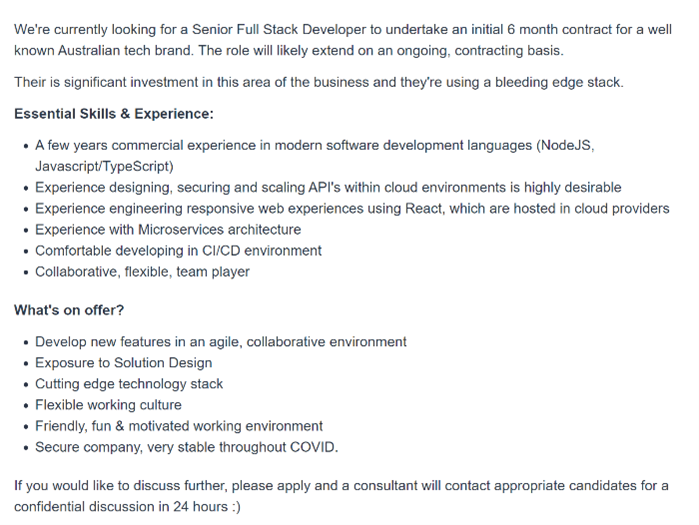 We're currently looking for a Senior Full Stack Developer to undertake an initial 6 month contract for a well
known Australian tech brand. The role will likely extend on an ongoing, contracting basis.
Their is significant investment in this area of the business and they're using a bleeding edge stack.
Essential Skills & Experience:
• A few years commercial experience in modern software development languages (NodeJS,
Javascript/TypeScript)
• Experience designing, securing and scaling API's within cloud environments is highly desirable
• Experience engineering responsive web experiences using React, which are hosted in cloud providers
• Experience with Microservices architecture
• Comfortable developing in CI/CD environment
• Collaborative, flexible, team player
What's on offer?
• Develop new features in an agile, collaborative environment
• Exposure to Solution Design
• Cutting edge technology stack
• Flexible working culture
• Friendly, fun & motivated working environment
• Secure company, very stable throughout COVID.
If you would like to discuss further, please apply and a consultant will contact appropriate candidates for a
confidential discussion in 24 hours :)